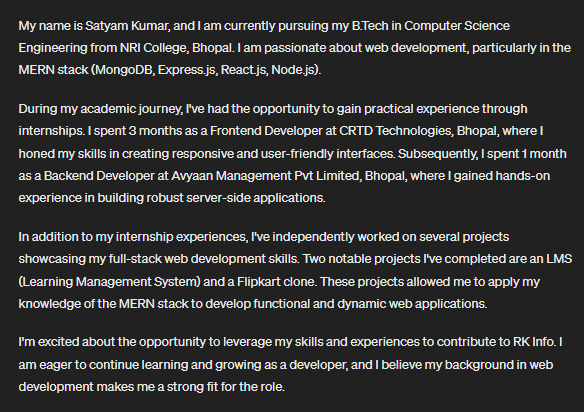 My name is Satyam Kumar, and I am currently pursuing my B.Tech in Computer Science
Engineering from NRI College, Bhopal. I am passionate about web development, particularly in the
MERN stack (MongoDB, Express.js, React.js, Node.js).
During my academic journey, I've had the opportunity to gain practical experience through
internships. I spent 3 months as a Frontend Developer at CRTD Technologies, Bhopal, where I
honed my skills in creating responsive and user-friendly interfaces. Subsequently, I spent 1 month
as a Backend Developer at Avyaan Management Pvt Limited, Bhopal, where I gained hands-on
experience in building robust server-side applications.
In addition to my internship experiences, I've independently worked on several projects
showcasing my full-stack web development skills. Two notable projects I've completed are an LMS
(Learning Management System) and a Flipkart clone. These projects allowed me to apply my
knowledge of the MERN stack to develop functional and dynamic web applications.
I'm excited about the opportunity to leverage my skills and experiences to contribute to RK Info. I
am eager to continue learning and growing as a developer, and I believe my background in web
development makes me a strong fit for the role.